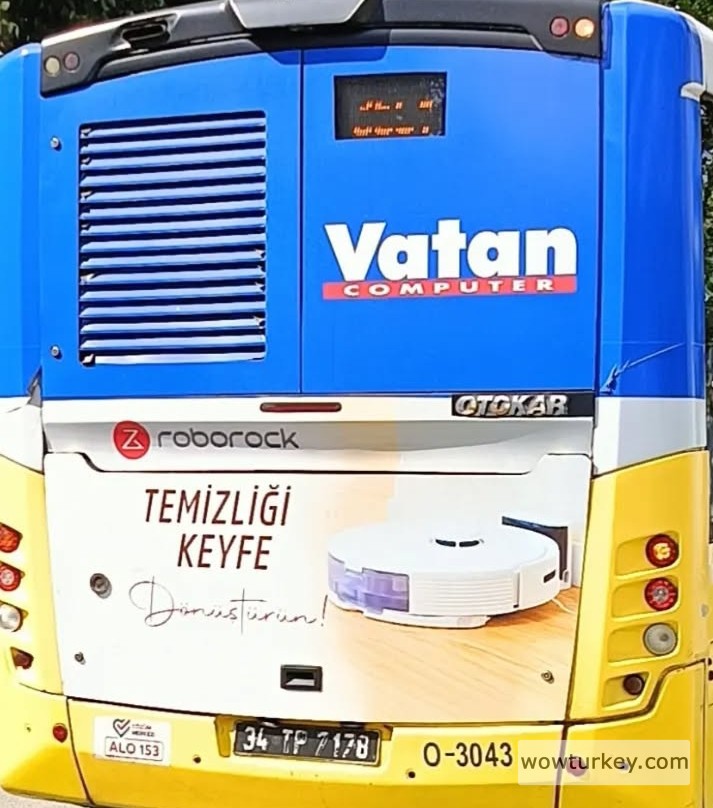 Vatan
COMPUTER
OTOKAR
roborock
TEMİZLİĞİ
KEYFE
Dönüştürün!
ALO 153
34 TP 7178
O-3043
wowturkey.com